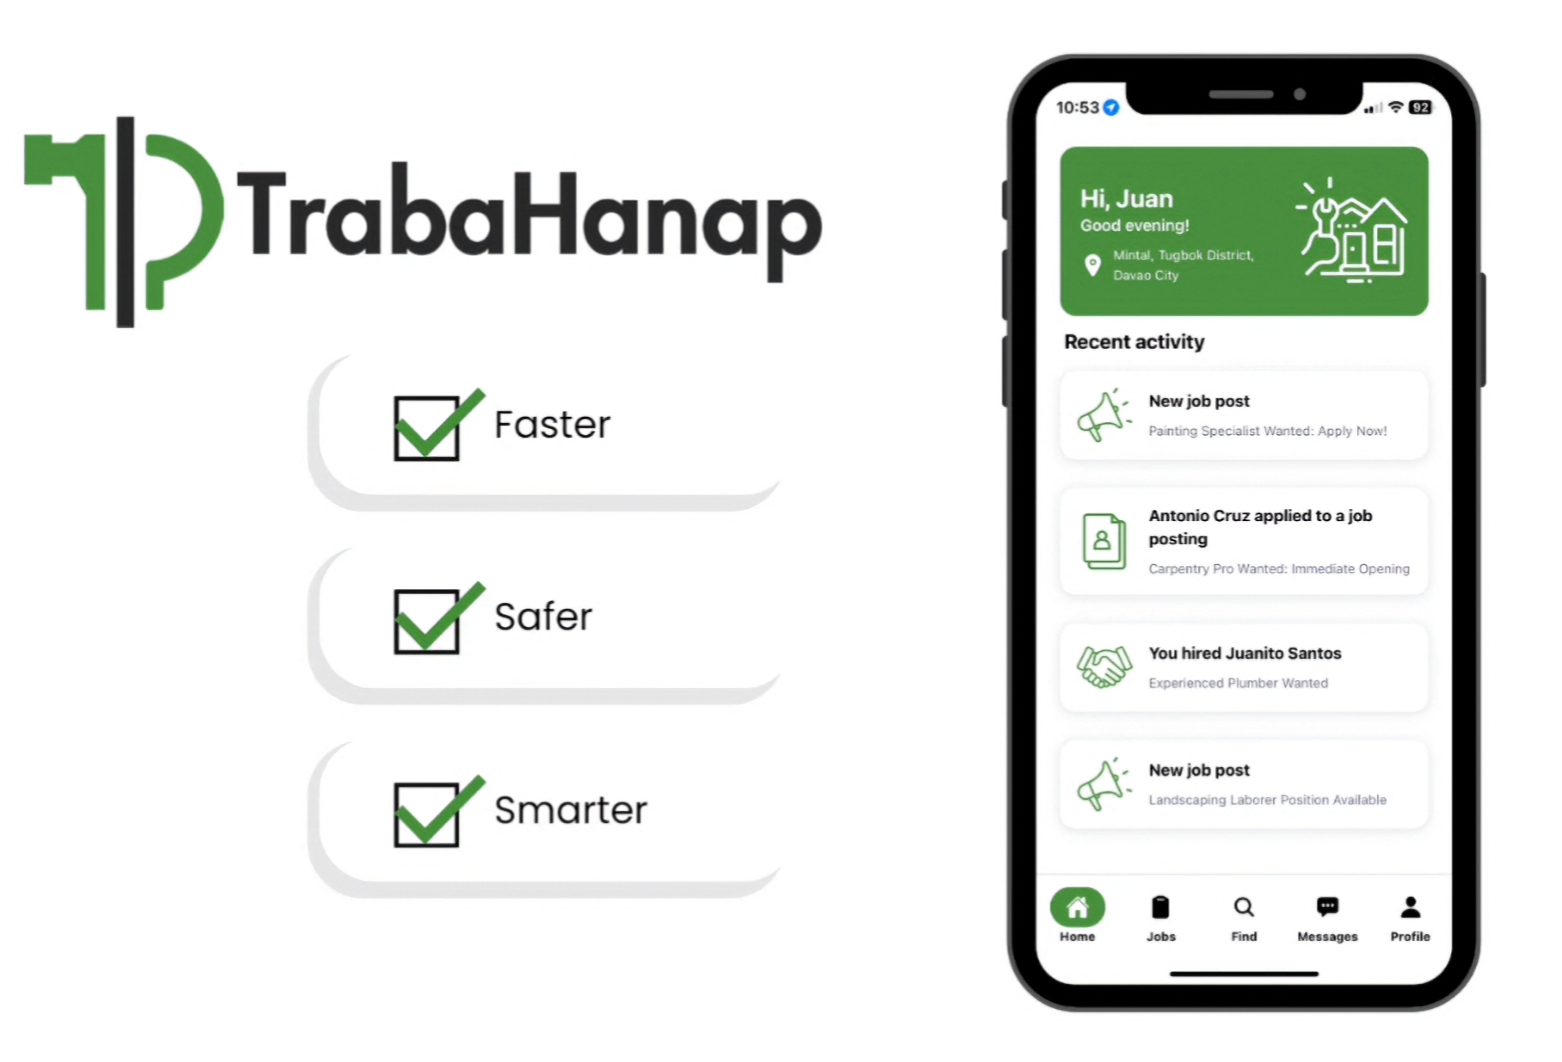 TrabaHanap
Faster
Safer
Smarter
10:53
92
Hi, Juan
Good evening!
Mintal, Tugbok District,
Davao City
Recent activity
New job post
Painting Specialist Wanted: Apply Now!
Antonio Cruz applied to a job
posting
Carpentry Pro Wanted: Immediate Opening
You hired Juanito Santos
Experienced Plumber Wanted
New job post
Landscaping Laborer Position Available
Home
Jobs
Find
Messages
Profile